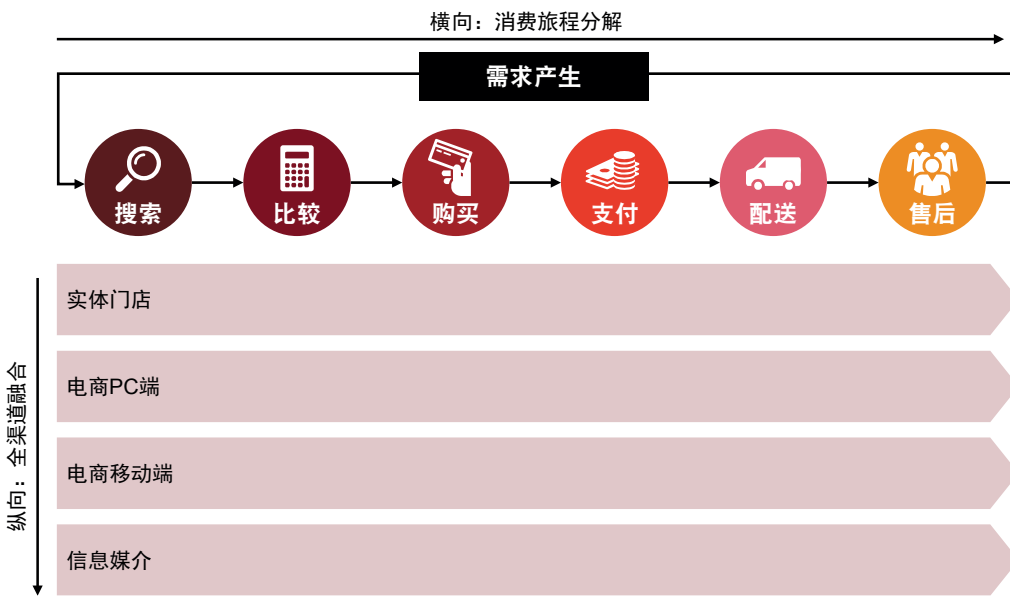 横向：消费旅程分解
需求产生
搜索
比较
购买
支付
配送
售后
纵向：全渠道融合
实体门店
电商PC端
电商移动端
信息媒介